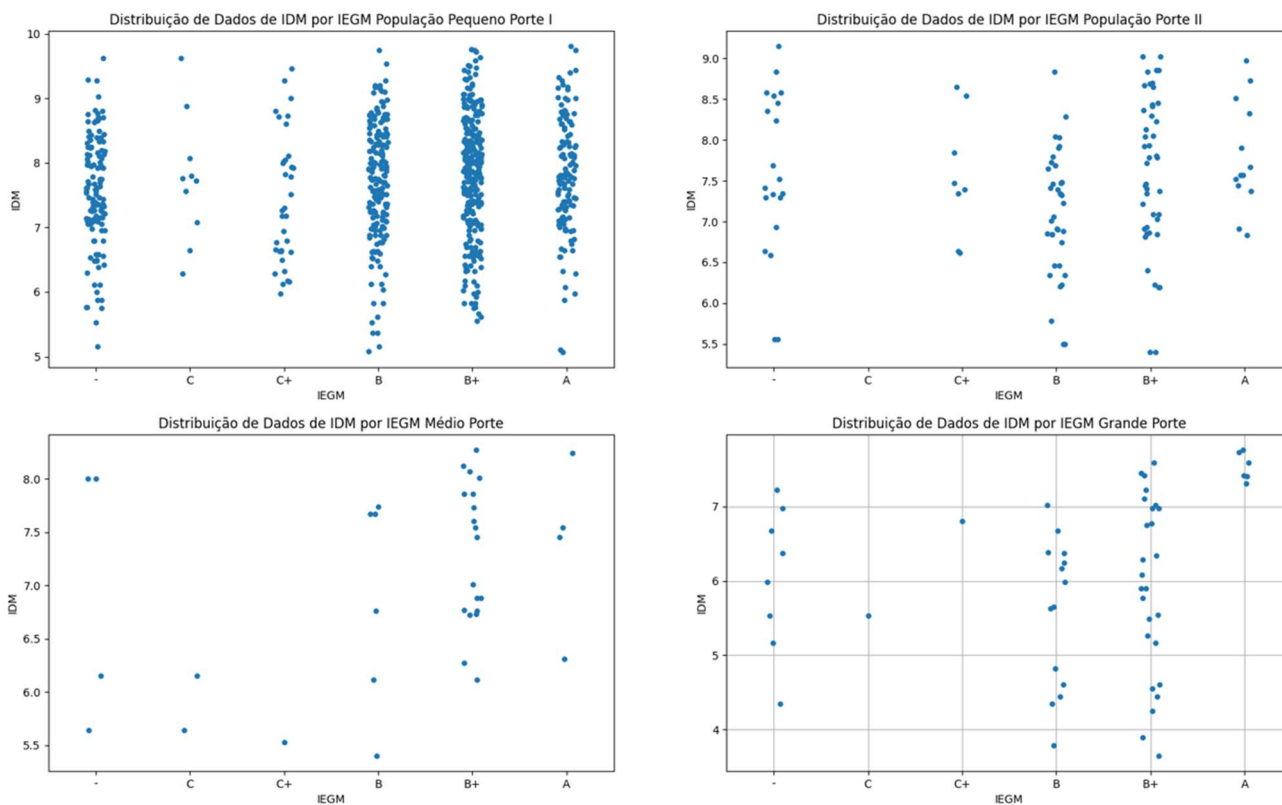 Distribuição de Dados de IDM por IEGM População Pequeno Porte I
10
9
8
7
6
5
IDM
- C C+ B B+ A
IEGM
Distribuição de Dados de IDM por IEGM População Porte II
9.0
8.5
8.0
7.5
7.0
6.5
6.0
5.5
IDM
- C C+ B B+ A
IEGM
Distribuição de Dados de IDM por IEGM Médio Porte
8.0
7.5
7.0
6.5
6.0
5.5
IDM
- C C+ B B+ A
IEGM
Distribuição de Dados de IDM por IEGM Grande Porte
7
6
5
4
IDM
- C C+ B B+ A
IEGM